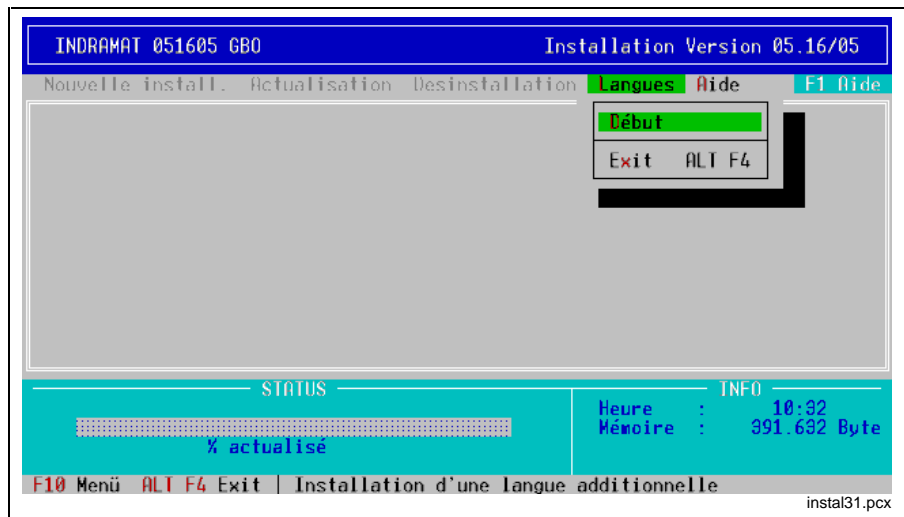 INDRAMAT 051605 GBO Installation Version 05.16/05
Nouvelle install. Actualisation Desinstallation Langues Aide F1 Aide
Début
Exit ALT F4
STATUS INFO
Heure : 10:32
Mémoire : 391.632 Byte
% actualisé
F10 Menü ALT F4 Exit | Installation d'une langue additionnelle
instal31.pcx